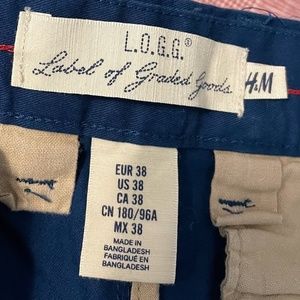 L.O.G.G.®
Label of Graded Goods
H&M
EUR 38
US 38
CA 38
CN 180/96A
MX 38
MADE IN
BANGLADESH
FABRIQUÉ EN
BANGLADESH